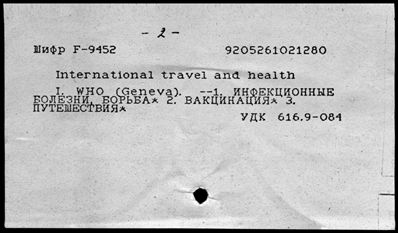 - 2 -
Шифр F-9452 9205261021280
International travel and health
I. WHO (Geneva). --1. ИНФЕКЦИОННЫЕ
БОЛЕЗНИ, БОРЬБА* 2. ВАКЦИНАЦИЯ* 3.
ПУТЕШЕСТВИЯ*
УДК 616.9-084